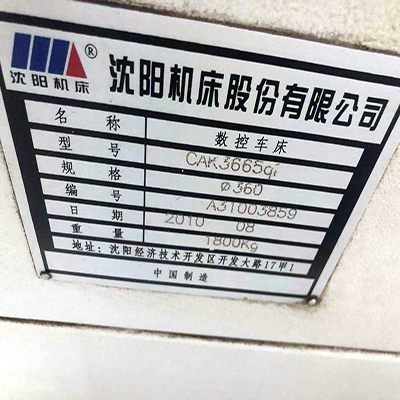 沈阳机床®
沈阳机床股份有限公司
名称 数控车床
型号 CAK3665qi
规格 Ø360
编号 A31003859
日期 2010 08
重量 1800Kg
地址:沈阳经济技术开发区开发大路17甲1
中国制造